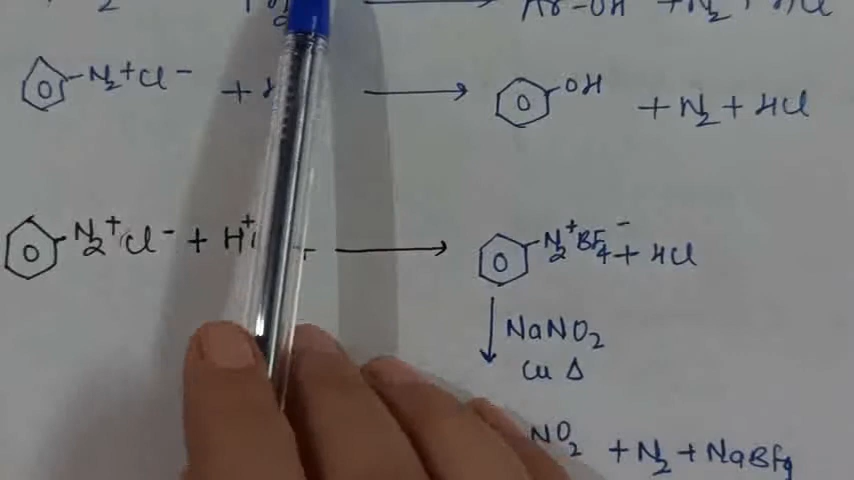 Ar-OH + N2 + HCl
N2+Cl- + → OH + N2 + HCl
N2+Cl- + H+ → N2+BF4- + HCl
↓ NaNO2
Cu Δ
NO2 + N2 + NaBF4